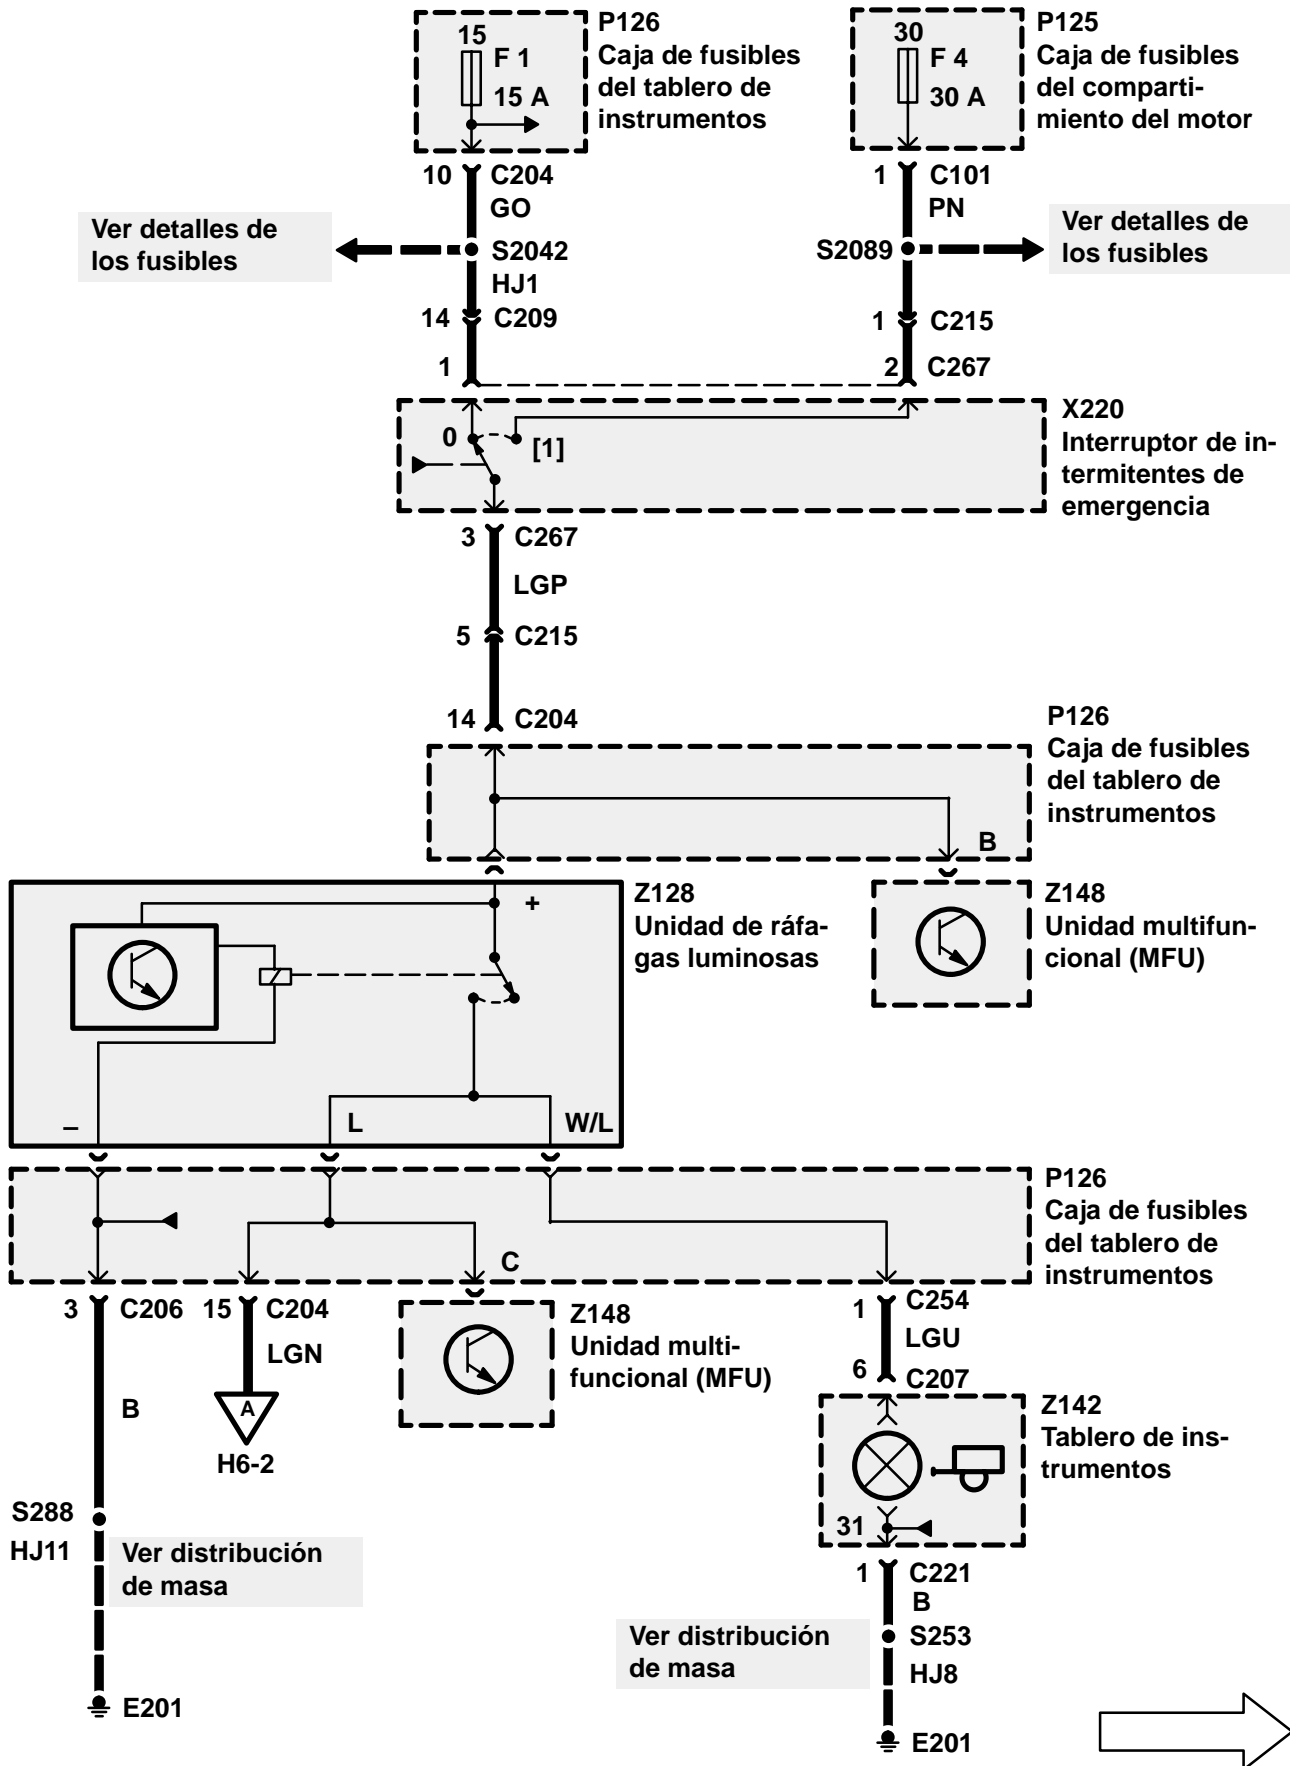 15
F 1
15 A
P126
Caja de fusibles
del tablero de
instrumentos
30
F 4
30 A
P125
Caja de fusibles
del comparti-
miento del motor
10 C204
GO
1 C101
PN
Ver detalles de
los fusibles
S2042
HJ1
S2089
Ver detalles de
los fusibles
14 C209
1 C215
1
2 C267
0
[1]
X220
Interruptor de in-
termitentes de
emergencia
3 C267
LGP
5 C215
14 C204
P126
Caja de fusibles
del tablero de
instrumentos
B
+
Z128
Unidad de ráfa-
gas luminosas
Z148
Unidad multifun-
cional (MFU)
–
L
W/L
P126
Caja de fusibles
del tablero de
instrumentos
C
3 C206
15 C204
LGN
Z148
Unidad multi-
funcional (MFU)
1 C254
LGU
6 C207
B
A
H6-2
Z142
Tablero de ins-
trumentos
31
S288
HJ11
Ver distribución
de masa
1 C221
B
Ver distribución
de masa
S253
HJ8
E201
E201